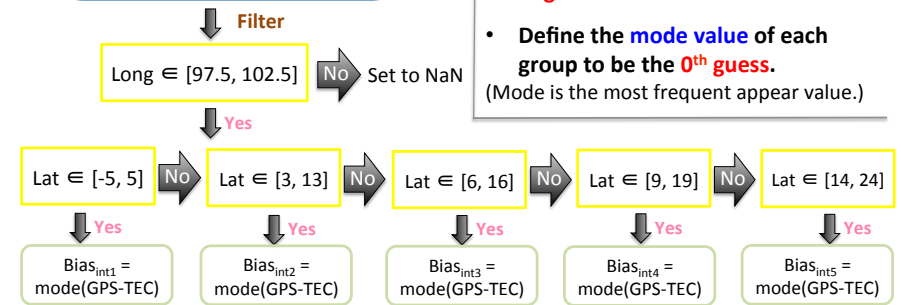 Filter
Long ∈ [97.5, 102.5]
No
Set to NaN
• Define the mode value of each
group to be the 0th guess.
(Mode is the most frequent appear value.)
Yes
Lat ∈ [-5, 5]
No
Lat ∈ [3, 13]
No
Lat ∈ [6, 16]
No
Lat ∈ [9, 19]
No
Lat ∈ [14, 24]
Yes
Yes
Yes
Yes
Yes
Biasint1 =
mode(GPS-TEC)
Biasint2 =
mode(GPS-TEC)
Biasint3 =
mode(GPS-TEC)
Biasint4 =
mode(GPS-TEC)
Biasint5 =
mode(GPS-TEC)